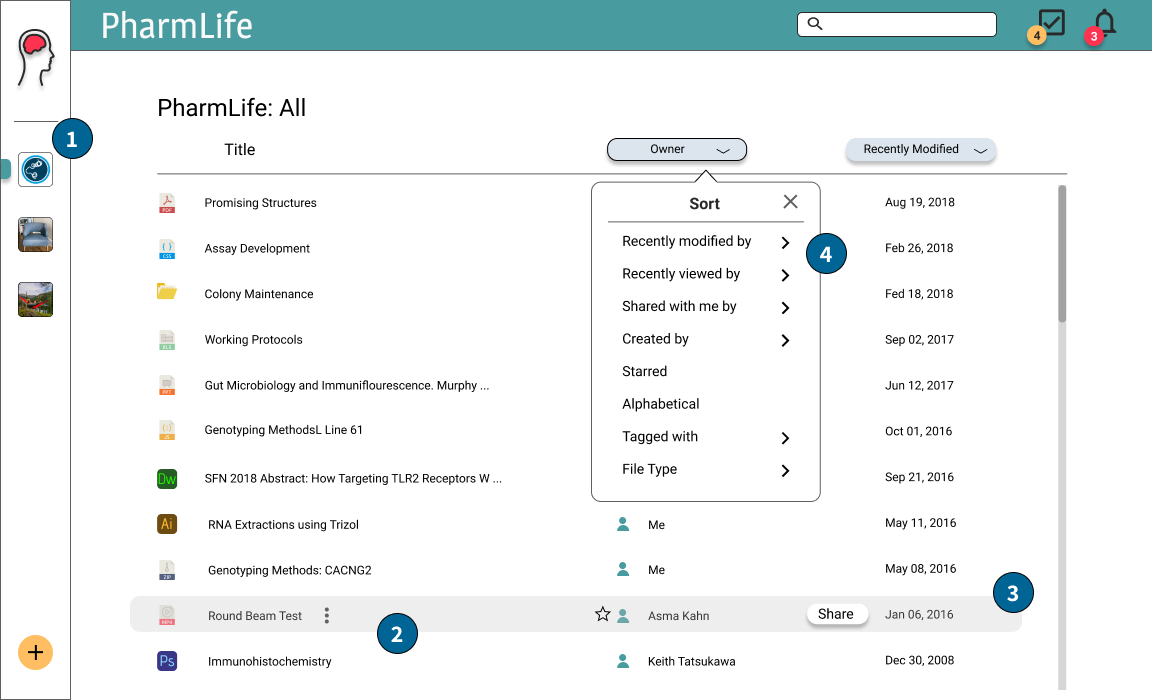 PharmLife
4
3
PharmLife: All
1
Title
Owner
Recently Modified
Sort
PDF
Promising Structures
Aug 19, 2018
Recently modified by
4
CSS
Assay Development
Feb 26, 2018
Recently viewed by
Colony Maintenance
Fed 18, 2018
Shared with me by
XLS
Working Protocols
Created by
Sep 02, 2017
Starred
PPT
Gut Microbiology and Immuniflourescence. Murphy ...
Jun 12, 2017
Alphabetical
Genotyping MethodsL Line 61
Oct 01, 2016
Tagged with
File Type
Dw
SFN 2018 Abstract: How Targeting TLR2 Receptors W ...
Sep 21, 2016
Ai
RNA Extractions using Trizol
Me
May 11, 2016
ZIP
Genotyping Methods: CACNG2
Me
May 08, 2016
3
MP4
Round Beam Test
Asma Kahn
Share
Jan 06, 2016
2
Ps
Immunohistochemistry
Keith Tatsukawa
Dec 30, 2008